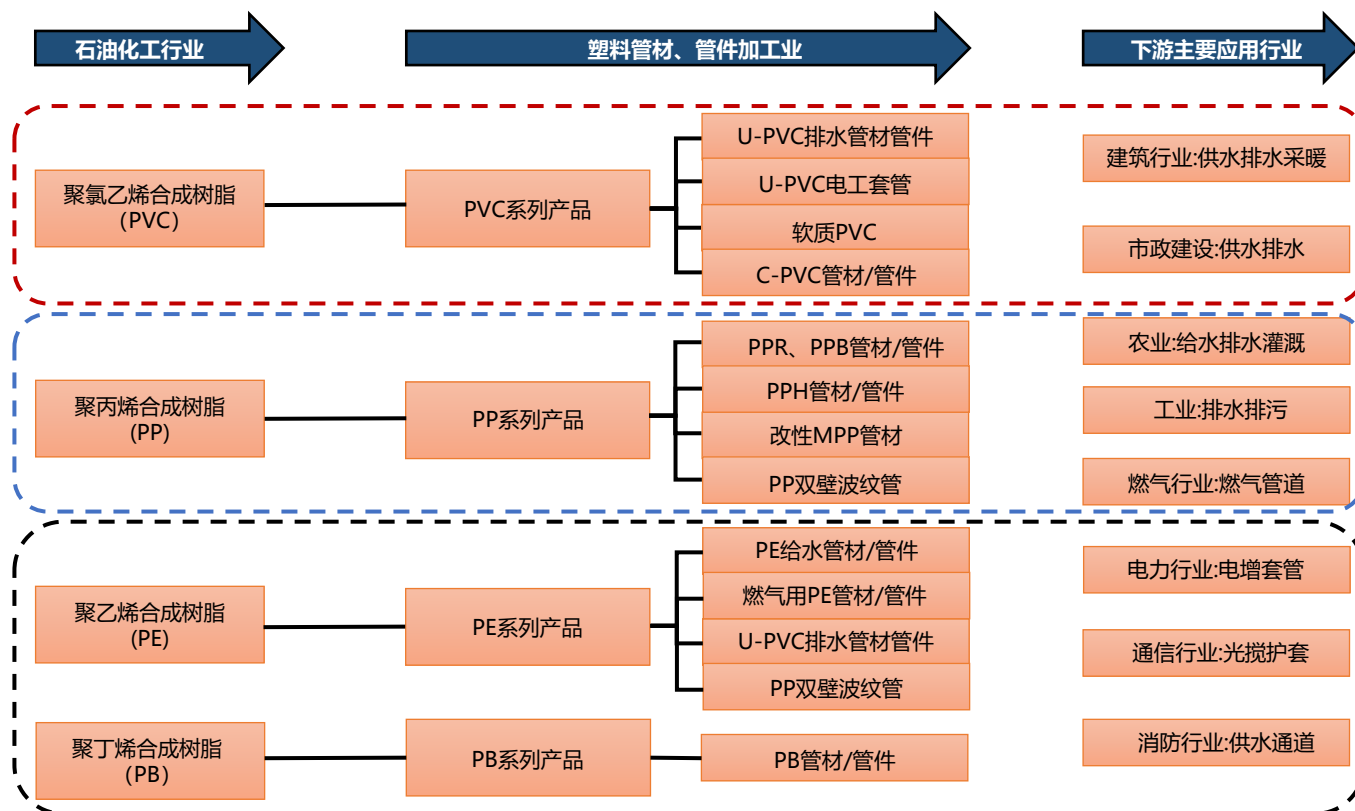 石油化工行业
塑料管材、管件加工业
下游主要应用行业
聚氯乙烯合成树脂
(PVC)
PVC系列产品
U-PVC排水管材管件
U-PVC电工套管
软质PVC
C-PVC管材/管件
建筑行业:供水排水采暖
市政建设:供水排水
聚丙烯合成树脂
(PP)
PP系列产品
PPR、PPB管材/管件
PPH管材/管件
改性MPP管材
PP双壁波纹管
农业:给水排水灌溉
工业:排水排污
燃气行业:燃气管道
聚乙烯合成树脂
(PE)
PE系列产品
PE给水管材/管件
燃气用PE管材/管件
U-PVC排水管材管件
PP双壁波纹管
电力行业:电增套管
通信行业:光搅护套
聚丁烯合成树脂
(PB)
PB系列产品
PB管材/管件
消防行业:供水通道